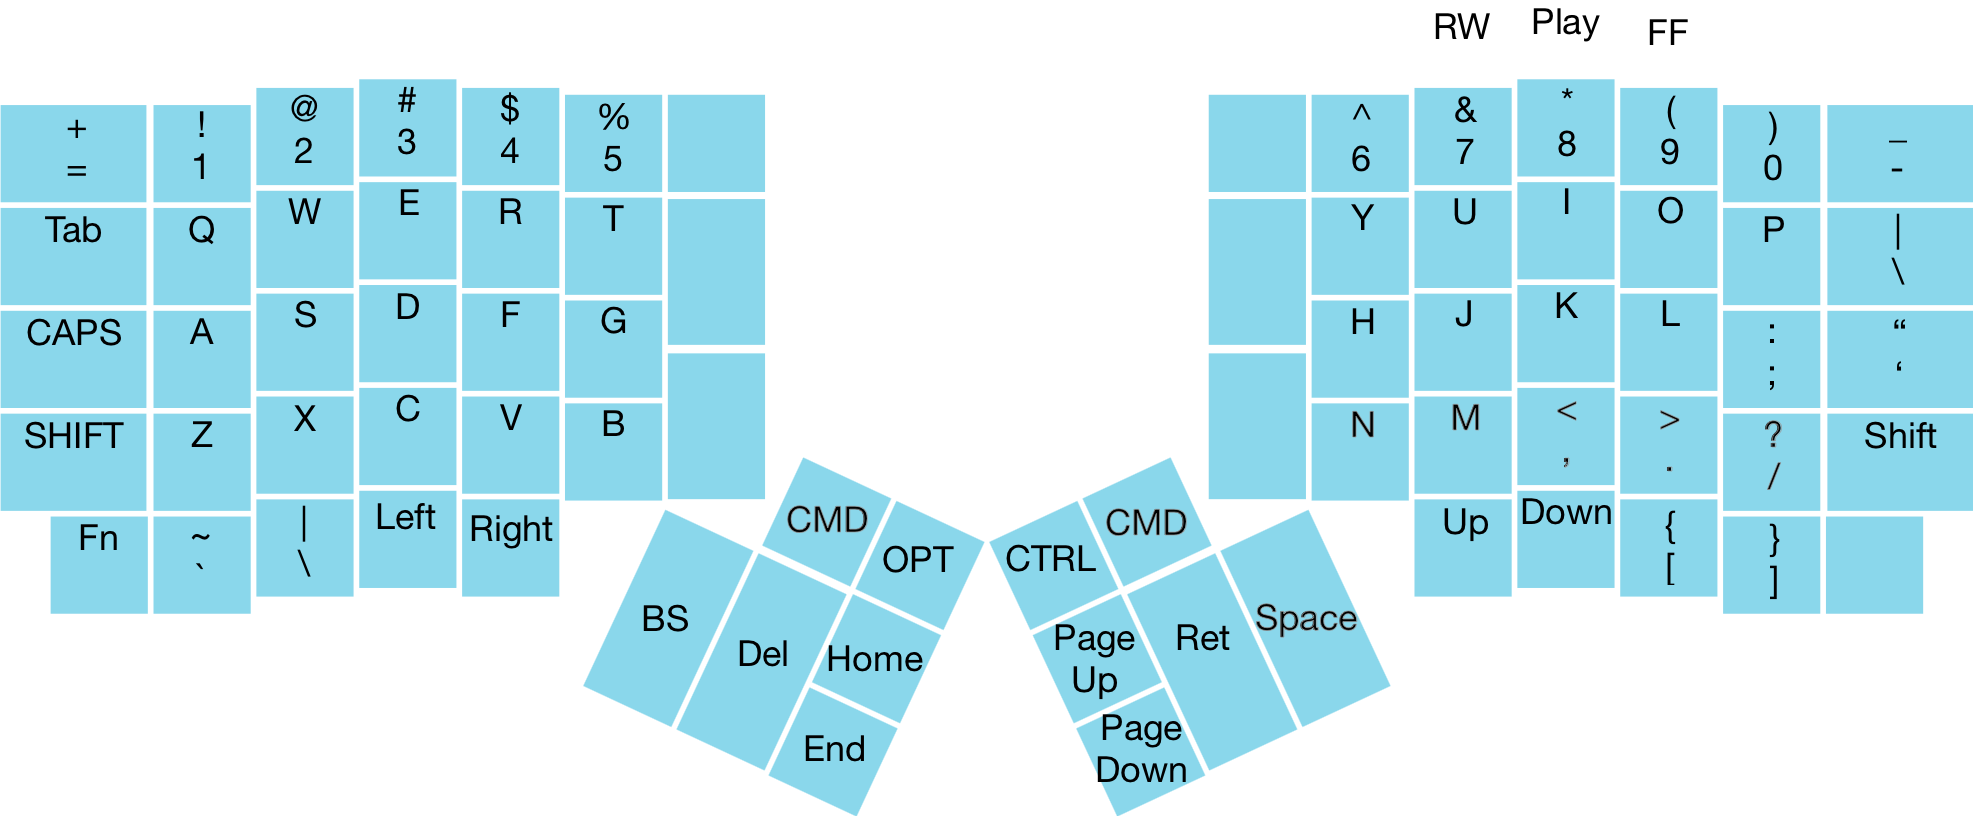 RW Play FF
+ ! @ # $ % ^ & * ( ) _
= 1 2 3 4 5 6 7 8 9 0 -
Tab Q W E R T Y U I O P |
\
CAPS A S D F G H J K L : “
; ‘
SHIFT Z X C V B N M < > ? Shift
, . /
Fn ~ | Left Right Up Down { }
` \ [ ]
CMD OPT CTRL CMD
BS Del Home Page Ret Space
Up
End Page
Down